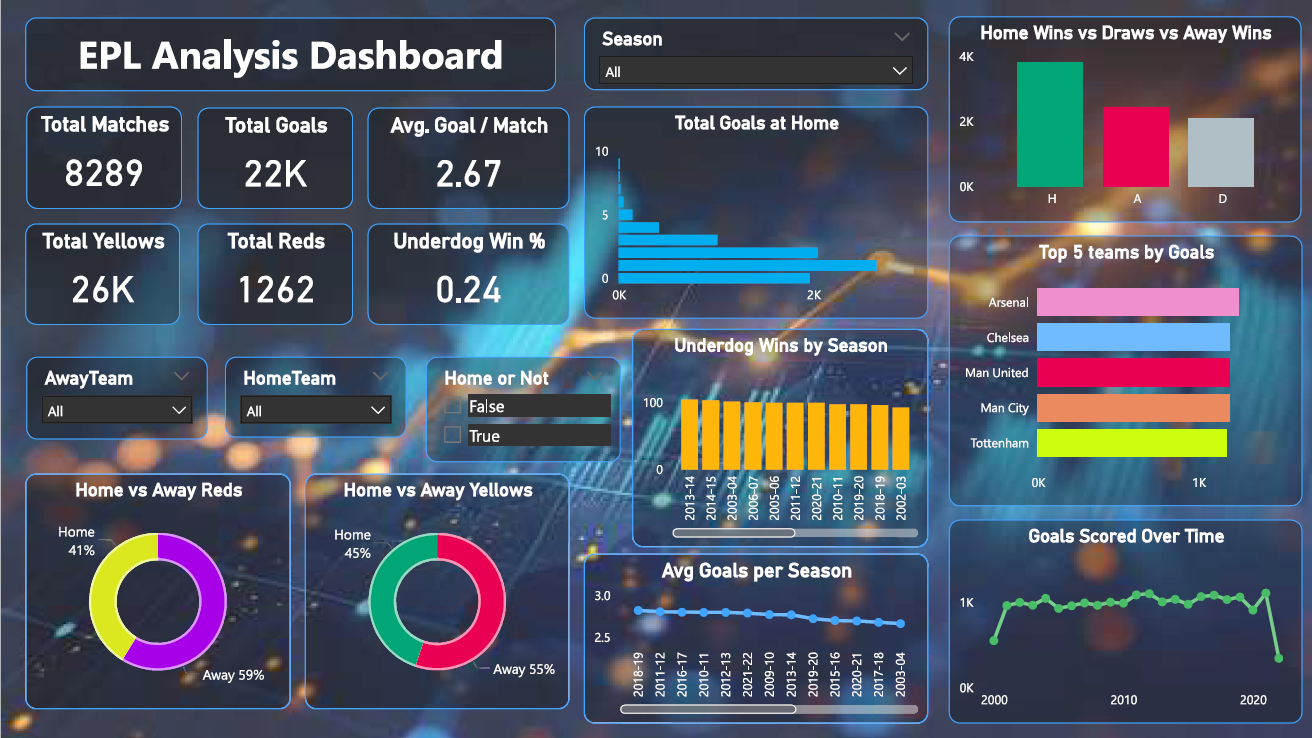 EPL Analysis Dashboard
Season
All
Total Matches
8289
Total Goals
22K
Avg. Goal / Match
2.67
Total Yellows
26K
Total Reds
1262
Underdog Win %
0.24
AwayTeam
All
HomeTeam
All
Home or Not
False
True
Home vs Away Reds
Home
41%
Away 59%
Home vs Away Yellows
Home
45%
Away 55%
Total Goals at Home
10
5
0
0K
2K
Underdog Wins by Season
100
0
2013-14
2014-15
2003-04
2006-07
2005-06
2011-12
2020-21
2010-11
2019-20
2018-19
2002-03
Avg Goals per Season
3.0
2.5
2018-19
2011-12
2016-17
2010-11
2012-13
2021-22
2009-10
2013-14
2019-20
2015-16
2020-21
2017-18
2003-04
Home Wins vs Draws vs Away Wins
4K
2K
0K
H
A
D
Top 5 teams by Goals
Arsenal
Chelsea
Man United
Man City
Tottenham
0K
1K
Goals Scored Over Time
1K
0K
2000
2010
2020